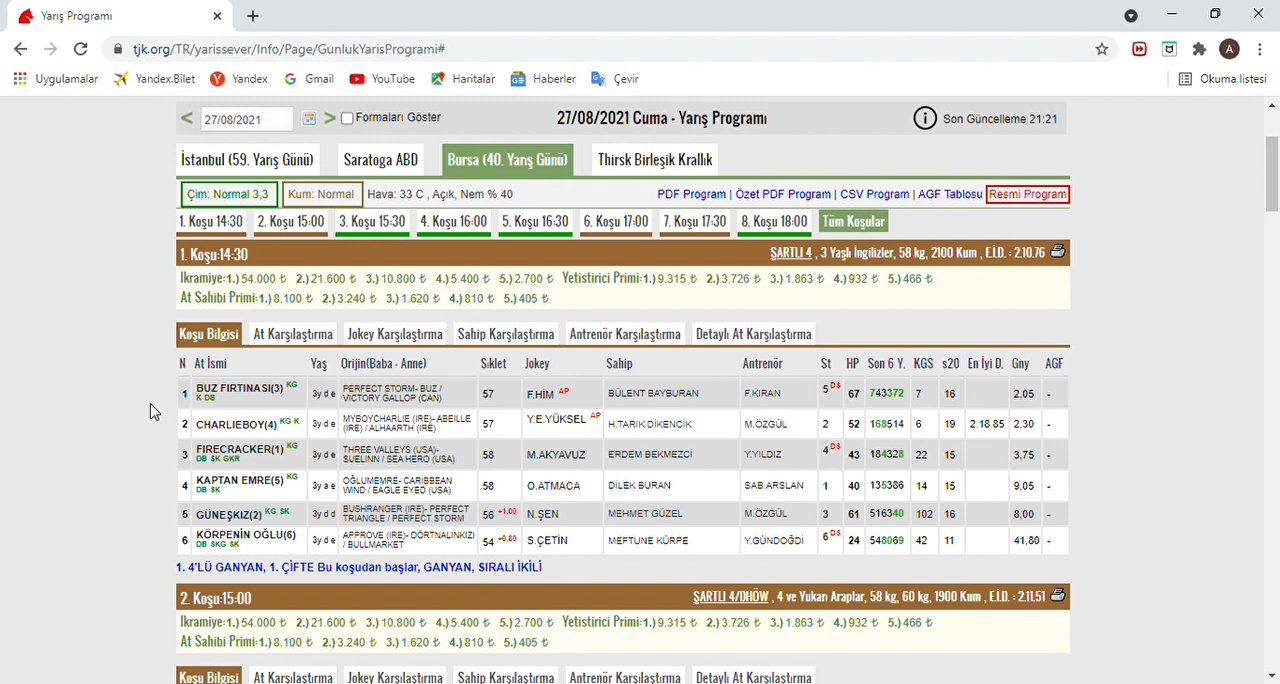 Yarış Programı
tjk.org/TR/yarissever/Info/Page/GunlukYarisProgrami#
A
Uygulamalar Yandex.Bilet Yandex Gmail YouTube Haritalar Haberler Çevir Okuma listesi
< 27/08/2021 > Formaları Göster 27/08/2021 Cuma - Yarış Programı Son Güncelleme 21:21
İstanbul (59. Yarış Günü) Saratoga ABD Bursa (40. Yarış Günü) Thirsk Birleşik Krallık
Çim: Normal 3,3 Kum: Normal Hava: 33 C , Açık, Nem % 40 PDF Program | Özet PDF Program | CSV Program | AGF Tablosu Resmi Program
1. Koşu 14:30 2. Koşu 15:00 3. Koşu 15:30 4. Koşu 16:00 5. Koşu 16:30 6. Koşu 17:00 7. Koşu 17:30 8. Koşu 18:00 Tüm Koşular
1. Koşu:14:30 ŞARTLI 4 , 3 Yaşlı İngilizler, 58 kg, 2100 Kum , E.İ.D. : 2.10.76
İkramiye:1.)54.000 ₺ 2.)21.600 ₺ 3.)10.800 ₺ 4.)5.400 ₺ 5.)2.700 ₺ Yetiştirici Primi:1.)9.315 ₺ 2.)3.726 ₺ 3.)1.863 ₺ 4.)932 ₺ 5.)466 ₺
At Sahibi Primi:1.)8.100 ₺ 2.)3.240 ₺ 3.)1.620 ₺ 4.)810 ₺ 5.)405 ₺
Koşu Bilgisi At Karşılaştırma Jokey Karşılaştırma Sahip Karşılaştırma Antrenör Karşılaştırma Detaylı At Karşılaştırma
N At İsmi Yaş Orijin(Baba - Anne) Sıklet Jokey Sahip Antrenör St HP Son 6 Y. KGS s20 En İyi D. Gny AGF
1 BUZ FIRTINASI(3) KG K DB 3y d e PERFECT STORM- BUZ / VICTORY GALLOP (CAN) 57 F.HİM AP BÜLENT BAYBURAN F.KIRAN 5 DS 67 743372 7 16 2,05 -
2 CHARLIEBOY(4) KG K 3y d e MYBOYCHARLIE (IRE)- ABEILLE (IRE) / ALHAARTH (IRE) 57 Y.E.YÜKSEL AP H.TARIK DİKENCİK M.ÖZGÜL 2 52 168514 6 19 2.18.85 2,30 -
3 FIRECRACKER(1) KG DB SK GKR 3y d e THREE VALLEYS (USA)- SUELINN / SEA HERO (USA) 58 M.AKYAVUZ ERDEM BEKMEZCİ Y.YILDIZ 4 DS 43 184328 22 15 3,75 -
4 KAPTAN EMRE(5) KG DB SK 3y a e OĞLUMEMRE- CARIBBEAN WIND / EAGLE EYED (USA) 58 O.ATMACA DİLEK BURAN SAB.ARSLAN 1 40 135386 14 15 9,05 -
5 GÜNEŞKIZ(2) KG SK 3y d d BUSHRANGER (IRE)- PERFECT TRIANGLE / PERFECT STORM 56 +1.00 N.ŞEN MEHMET GÜZEL M.ÖZGÜL 3 61 516340 102 16 8,00 -
6 KÖRPENİN OĞLU(6) DB SKG SK 3y d e APPROVE (IRE)- DÖRTNALINKIZI / BULLMARKET 54 +0.80 S.ÇETİN MEFTUNE KÜRPE Y.GÜNDOĞDİ 6 DS 24 548069 42 11 41,80 -
1. 4'LÜ GANYAN, 1. ÇİFTE Bu koşudan başlar, GANYAN, SIRALI İKİLİ
2. Koşu:15:00 ŞARTLI 4/DHÖW , 4 ve Yukarı Araplar, 58 kg, 60 kg, 1900 Kum , E.İ.D. : 2.11.51
İkramiye:1.)54.000 ₺ 2.)21.600 ₺ 3.)10.800 ₺ 4.)5.400 ₺ 5.)2.700 ₺ Yetiştirici Primi:1.)9.315 ₺ 2.)3.726 ₺ 3.)1.863 ₺ 4.)932 ₺ 5.)466 ₺
At Sahibi Primi:1.)8.100 ₺ 2.)3.240 ₺ 3.)1.620 ₺ 4.)810 ₺ 5.)405 ₺
Koşu Bilgisi At Karşılaştırma Jokey Karşılaştırma Sahip Karşılaştırma Antrenör Karşılaştırma Detaylı At Karşılaştırma